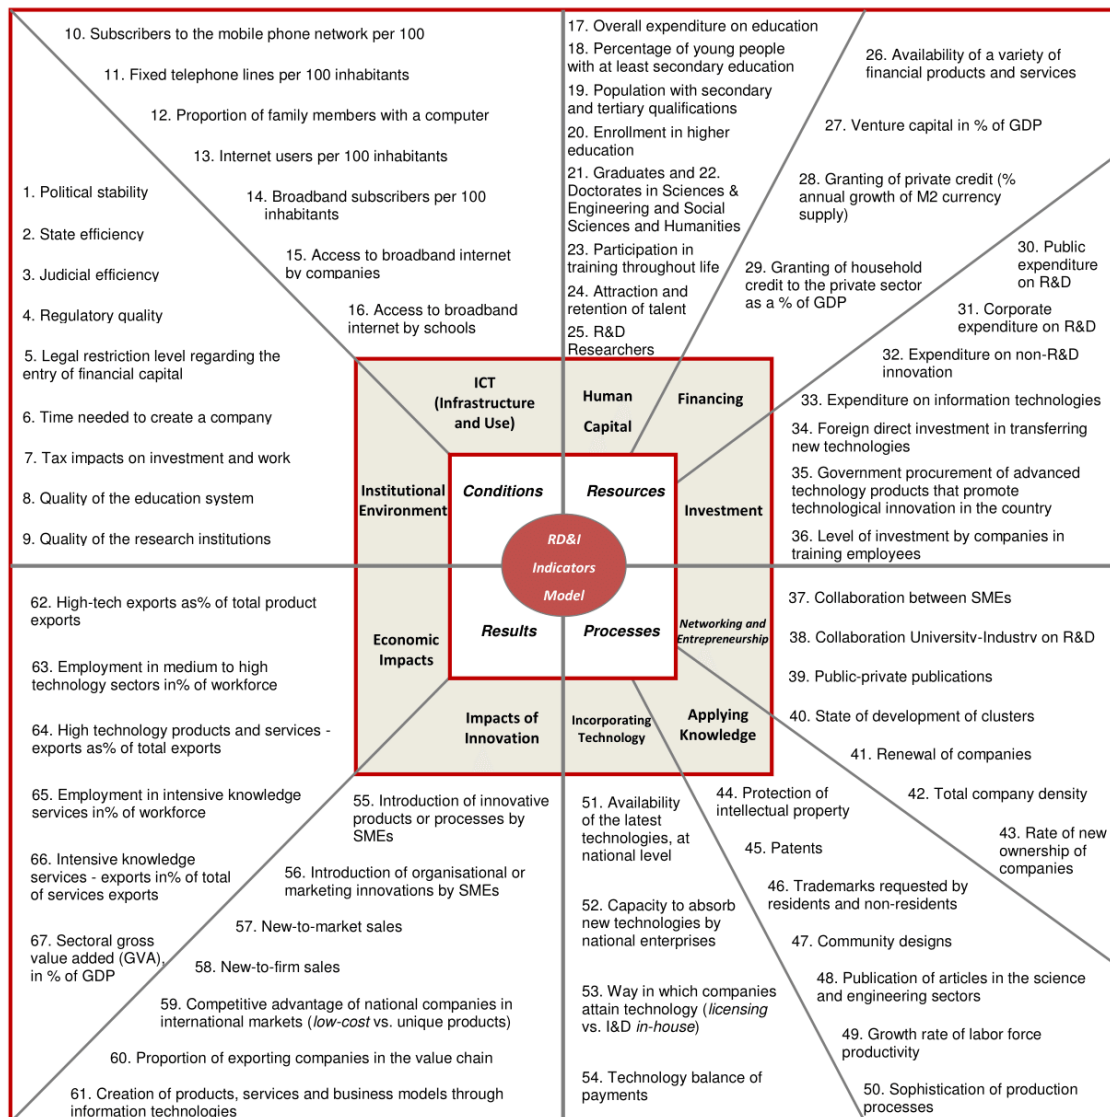 10. Subscribers to the mobile phone network per 100
11. Fixed telephone lines per 100 inhabitants
12. Proportion of family members with a computer
13. Internet users per 100 inhabitants
14. Broadband subscribers per 100
inhabitants
15. Access to broadband internet
by companies
16. Access to broadband
internet by schools
17. Overall expenditure on education
18. Percentage of young people
with at least secondary education
19. Population with secondary
and tertiary qualifications
20. Enrollment in higher
education
21. Graduates and 22.
Doctorates in Sciences &
Engineering and Social
Sciences and Humanities
23. Participation in
training throughout life
24. Attraction and
retention of talent
25. R&D
Researchers
26. Availability of a variety of
financial products and services
27. Venture capital in % of GDP
28. Granting of private credit (%
annual growth of M2 currency
supply)
29. Granting of household
credit to the private sector
as a % of GDP
30. Public
expenditure
on R&D
31. Corporate
expenditure on R&D
32. Expenditure on non-R&D
innovation
33. Expenditure on information technologies
34. Foreign direct investment in transferring
new technologies
35. Government procurement of advanced
technology products that promote
technological innovation in the country
36. Level of investment by companies in
training employees
1. Political stability
2. State efficiency
3. Judicial efficiency
4. Regulatory quality
5. Legal restriction level regarding the
entry of financial capital
6. Time needed to create a company
7. Tax impacts on investment and work
8. Quality of the education system
9. Quality of the research institutions
ICT
(Infrastructure
and Use)
Human
Capital
Financing
Institutional
Environment
Conditions
Resources
Investment
RD&I
Indicators
Model
Economic
Impacts
Results
Processes
Networking and
Entrepreneurship
Impacts of
Innovation
Incorporating
Technology
Applying
Knowledge
62. High-tech exports as% of total product
exports
63. Employment in medium to high
technology sectors in% of workforce
64. High technology products and services -
exports as% of total exports
65. Employment in intensive knowledge
services in% of workforce
66. Intensive knowledge
services - exports in% of total
of services exports
67. Sectoral gross
value added (GVA),
in % of GDP
55. Introduction of innovative
products or processes by
SMEs
56. Introduction of organisational or
marketing innovations by SMEs
57. New-to-market sales
58. New-to-firm sales
59. Competitive advantage of national companies in
international markets (low-cost vs. unique products)
60. Proportion of exporting companies in the value chain
61. Creation of products, services and business models through
information technologies
51. Availability
of the latest
technologies, at
national level
52. Capacity to absorb
new technologies by
national enterprises
53. Way in which companies
attain technology (licensing
vs. I&D in-house)
54. Technology balance of
payments
44. Protection of
intellectual property
45. Patents
46. Trademarks requested by
residents and non-residents
47. Community designs
48. Publication of articles in the science
and engineering sectors
49. Growth rate of labor force
productivity
50. Sophistication of production
processes
37. Collaboration between SMEs
38. Collaboration University-Industry on R&D
39. Public-private publications
40. State of development of clusters
41. Renewal of companies
42. Total company density
43. Rate of new
ownership of
companies